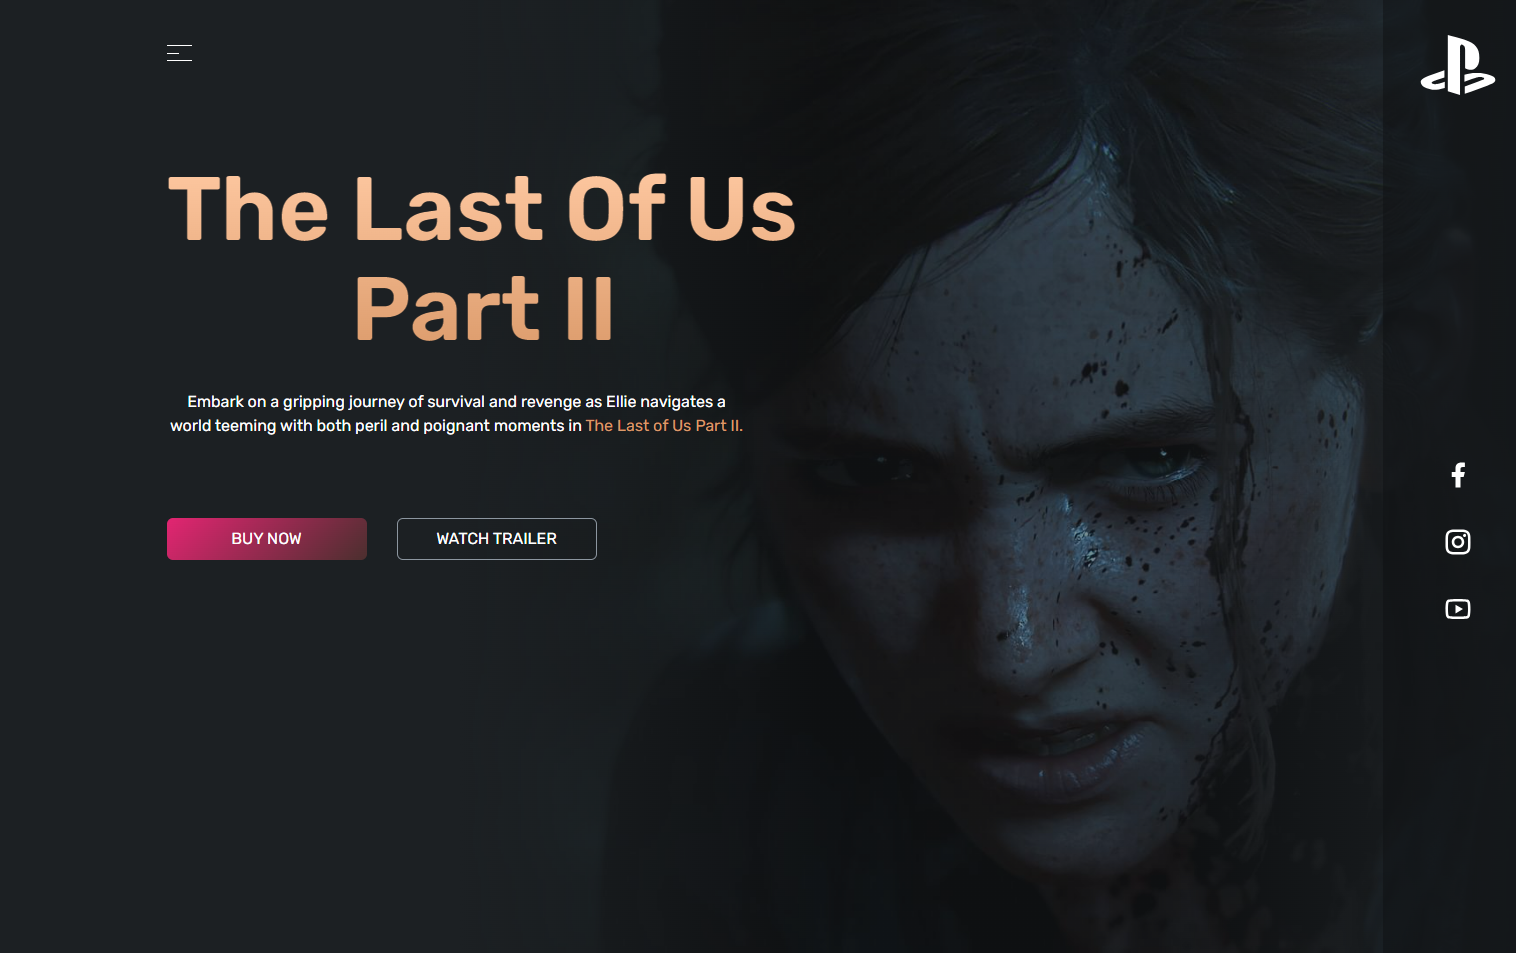 The Last Of Us
Part II
Embark on a gripping journey of survival and revenge as Ellie navigates a
world teeming with both peril and poignant moments in The Last of Us Part II.
BUY NOW
WATCH TRAILER